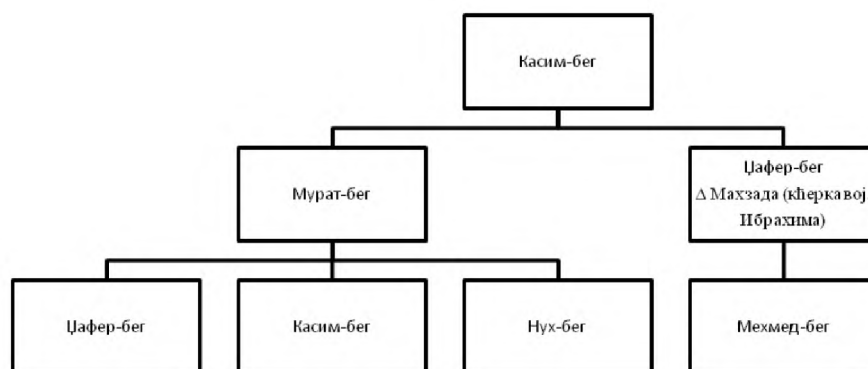 Касим-бег
Мурат-бег
Џафер-бег
Δ Махзада (кћерка вој
Ибрахима)
Џафер-бег
Касим-бег
Нух-бег
Мехмед-бег